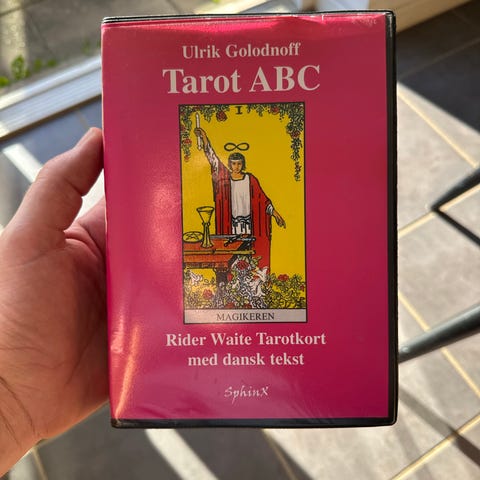 Ulrik Golodnoff
Tarot ABC
I
MAGIKEREN
Rider Waite Tarotkort
med dansk tekst
SphinX